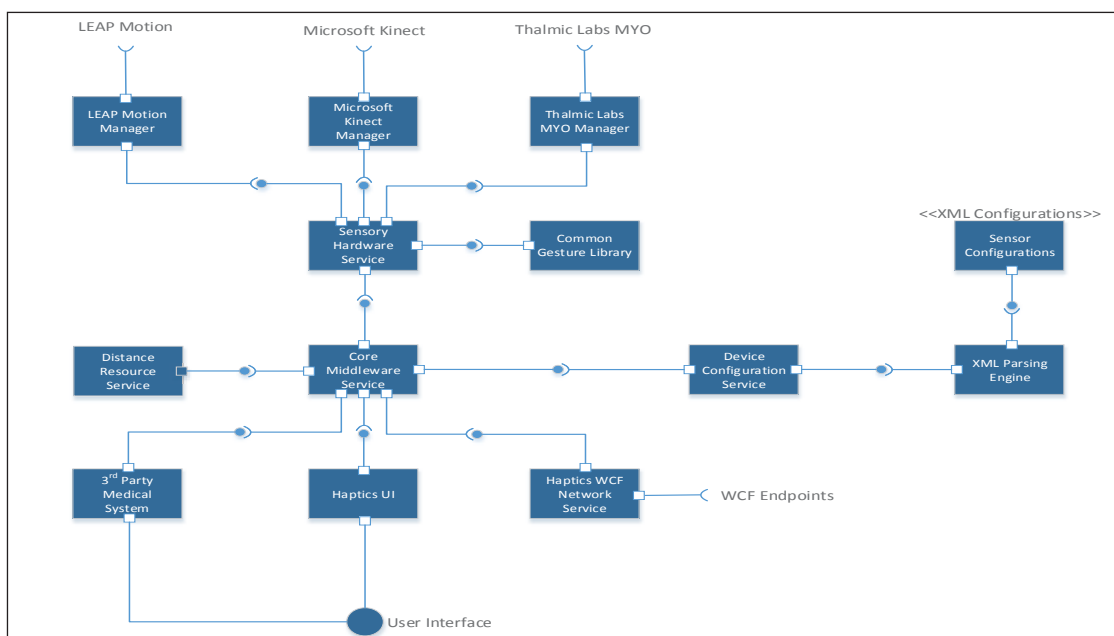 LEAP Motion
Microsoft Kinect
Thalmic Labs MYO
LEAP Motion
Manager
Microsoft
Kinect
Manager
Thalmic Labs
MYO Manager
<<XML Configurations>>
Sensory
Hardware
Service
Common
Gesture Library
Sensor
Configurations
Distance
Resource
Service
Core
Middleware
Service
Device
Configuration
Service
XML Parsing
Engine
3rd Party
Medical
System
Haptics UI
Haptics WCF
Network
Service
WCF Endpoints
User Interface